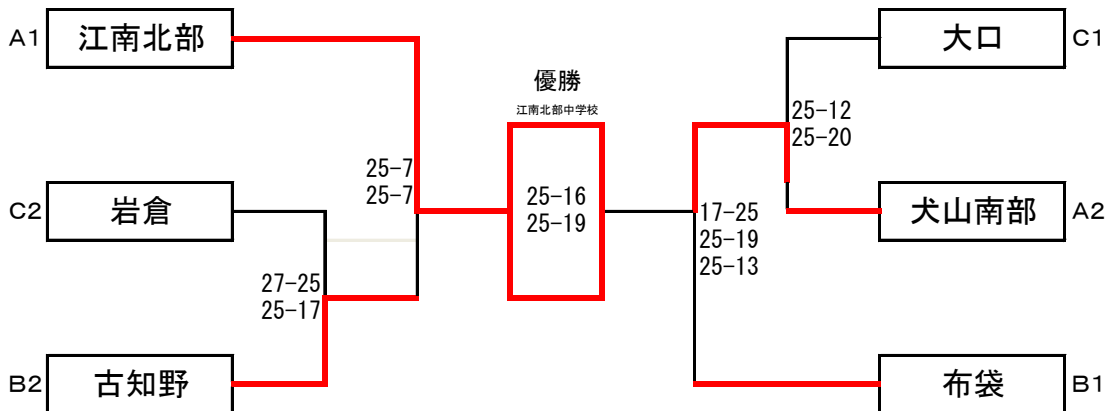 A1
江南北部
C2
岩倉
B2
古知野
25-7
25-7
27-25
25-17
優勝
江南北部中学校
25-16
25-19
25-12
25-20
17-25
25-19
25-13
大口
C1
犬山南部
A2
布袋
B1